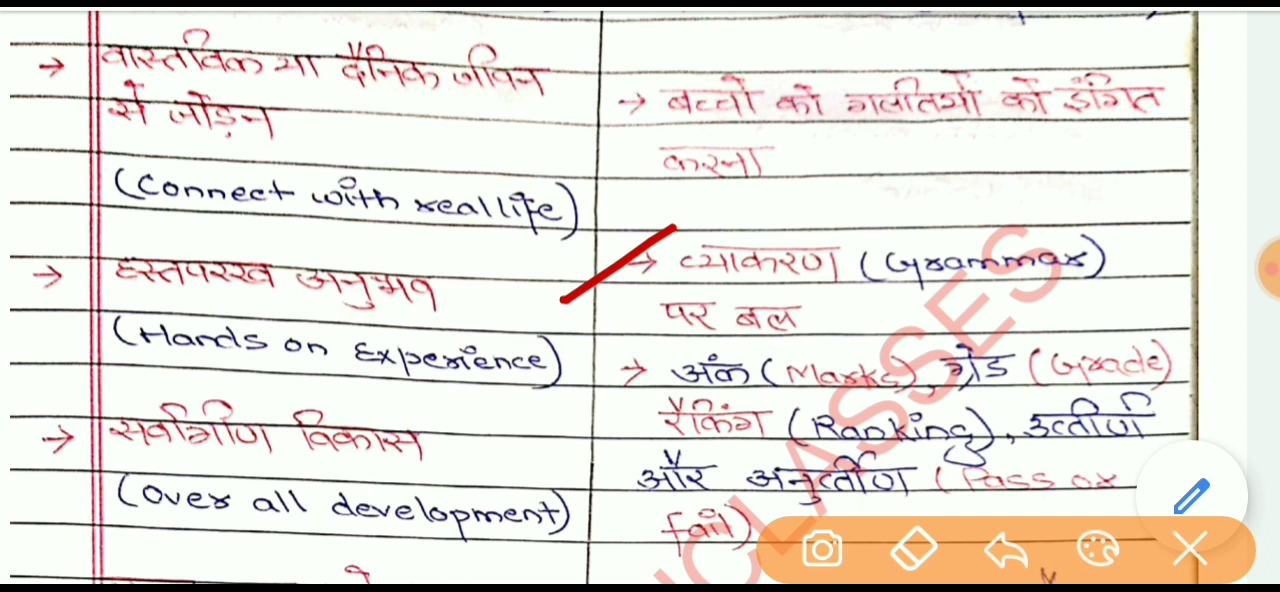 → वास्तविक या दैनिक जीवन
से जोड़न
(Connect with real life)
→ हस्तपरख अनुभव
(Hands on Experience)
→ सर्वांगीण विकास
(over all development)
→ बच्चों को गलतियों को इंगित
करना
→ व्याकरण (Grammar)
पर बल
→ अंक (Marks), ग्रेड (Grade)
रैंकिंग (Ranking), उत्तीर्ण
और अनुत्तीर्ण (Pass or
fail)
CLASSES